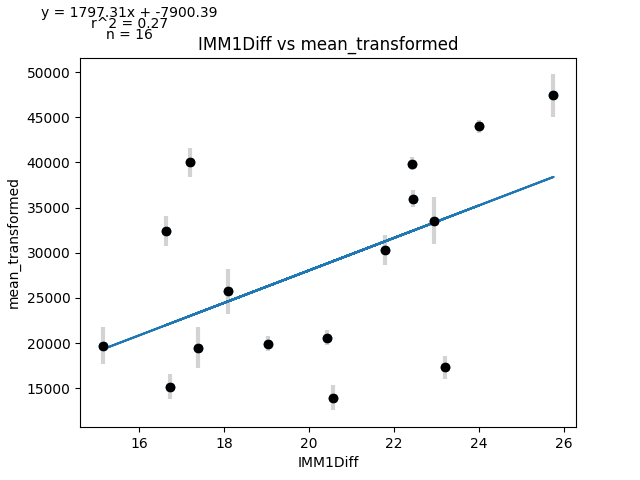 y = 1797.31x + -7900.39
r^2 = 0.27
n = 16
IMM1Diff vs mean_transformed
50000
45000
40000
35000
30000
25000
20000
15000
mean_transformed
16 18 20 22 24 26
IMM1Diff